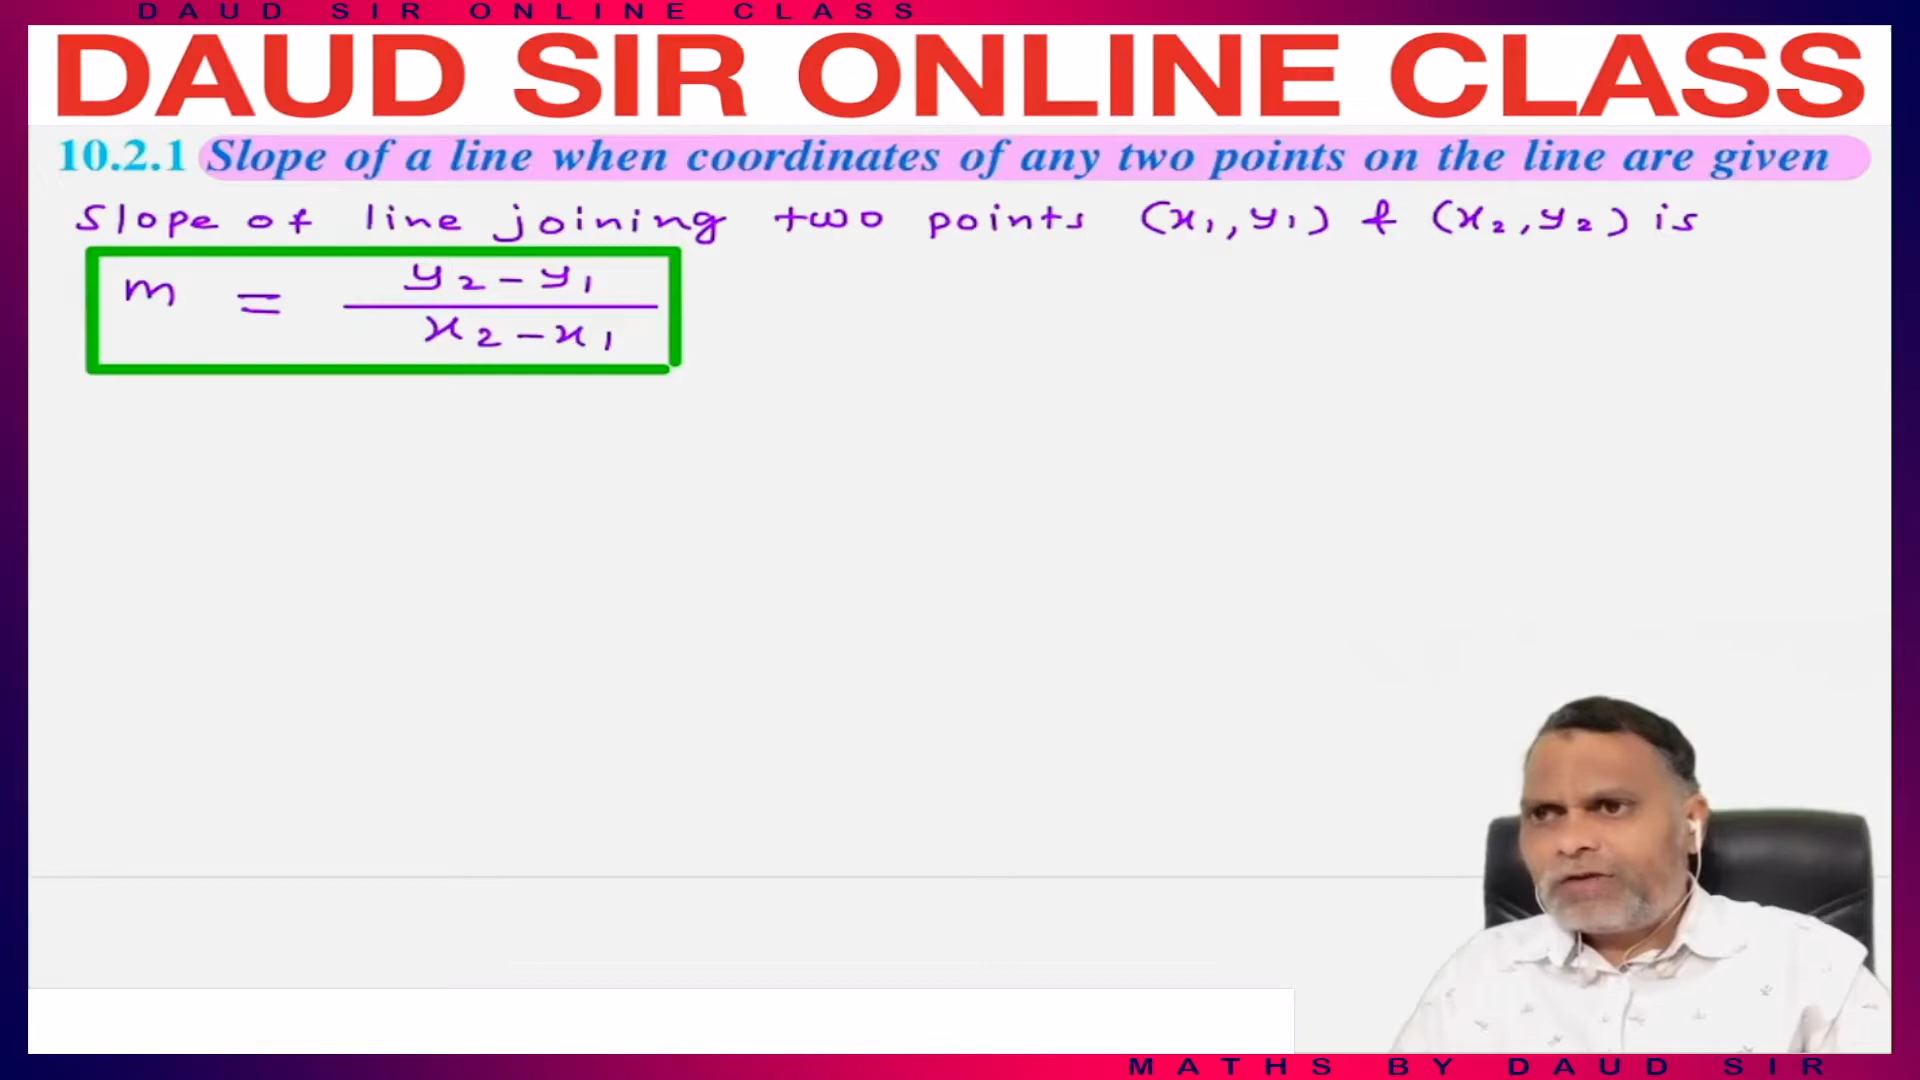 DAUD SIR ONLINE CLASS
DAUD SIR ONLINE CLASS
10.2.1 Slope of a line when coordinates of any two points on the line are given
Slope of line joining two points (x₁,y₁) & (x₂,y₂) is
m = y₂-y₁ / x₂-x₁
MATHS BY DAUD SIR